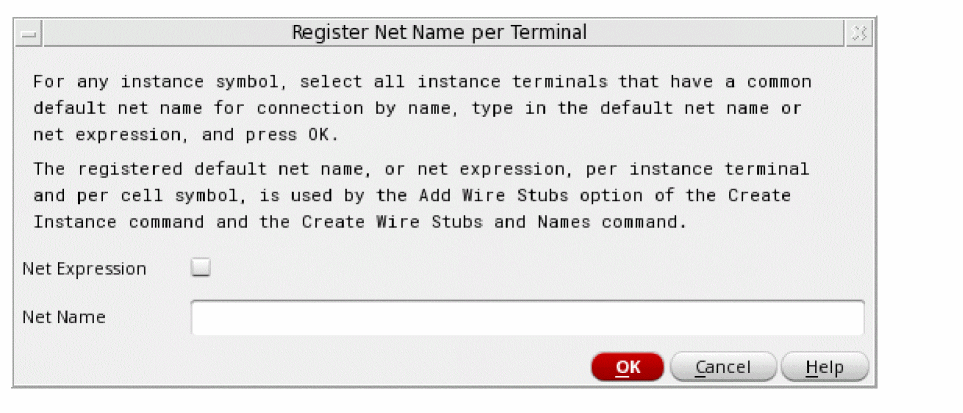 Register Net Name per Terminal
For any instance symbol, select all instance terminals that have a common
default net name for connection by name, type in the default net name or
net expression, and press OK.
The registered default net name, or net expression, per instance terminal
and per cell symbol, is used by the Add Wire Stubs option of the Create
Instance command and the Create Wire Stubs and Names command.
Net Expression
Net Name
OK Cancel Help